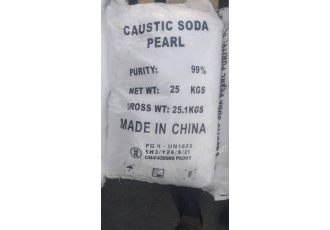 CAUSTIC SODA
PEARL
PURITY: 99%
NET WT: 25 KGS
GROSS WT: 25.1KGS
MADE IN CHINA
PG II - UN1823